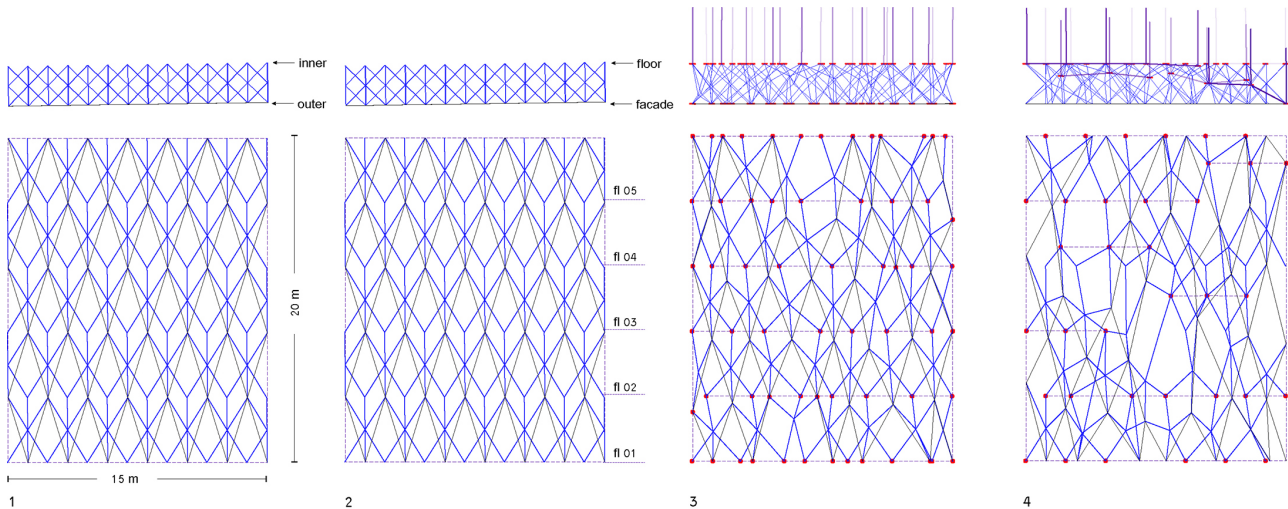 inner
outer
floor
facade
fl 05
fl 04
fl 03
fl 02
fl 01
20 m
15 m
1
2
3
4